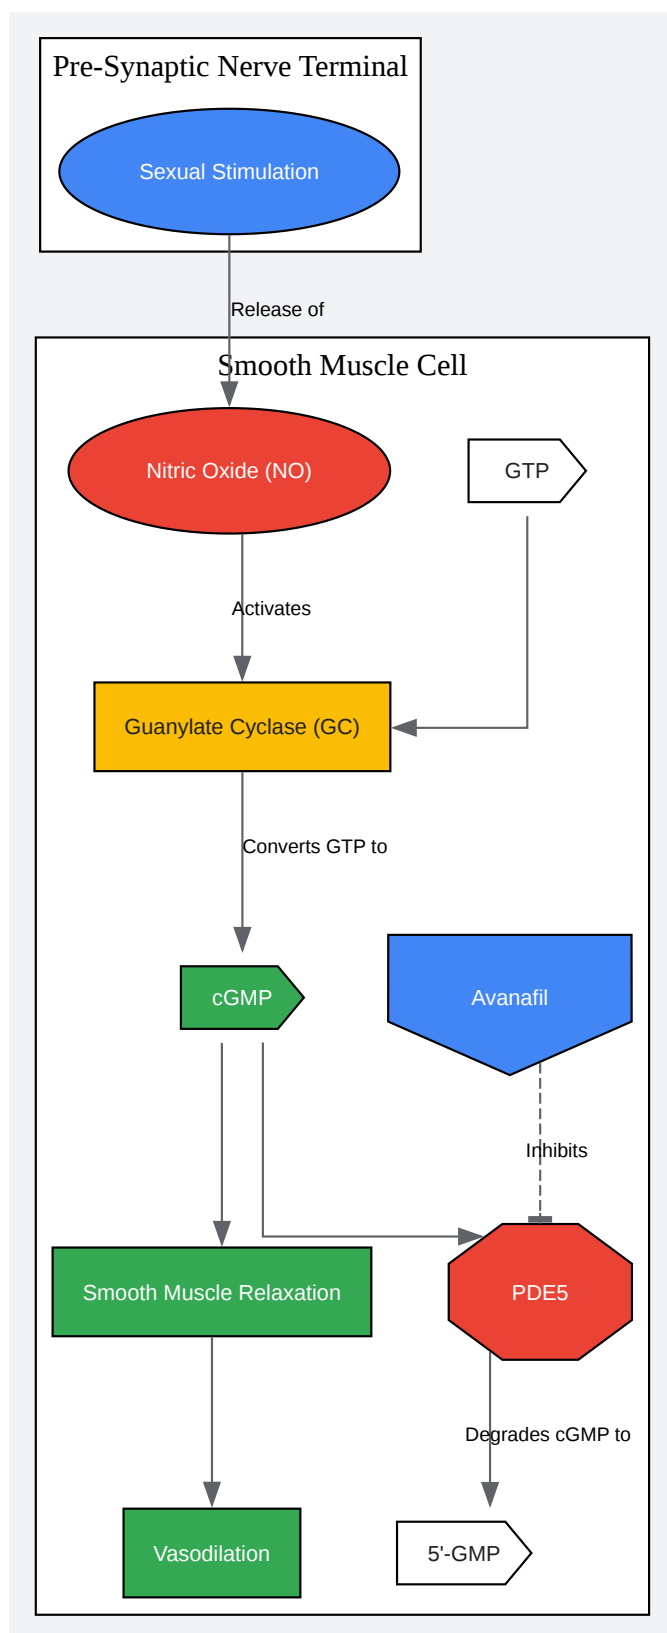 Pre-Synaptic Nerve Terminal
Sexual Stimulation
Release of
Smooth Muscle Cell
Nitric Oxide (NO)
GTP
Activates
Guanylate Cyclase (GC)
Converts GTP to
cGMP
Avanafil
Inhibits
Smooth Muscle Relaxation
PDE5
Degrades cGMP to
Vasodilation
5'-GMP